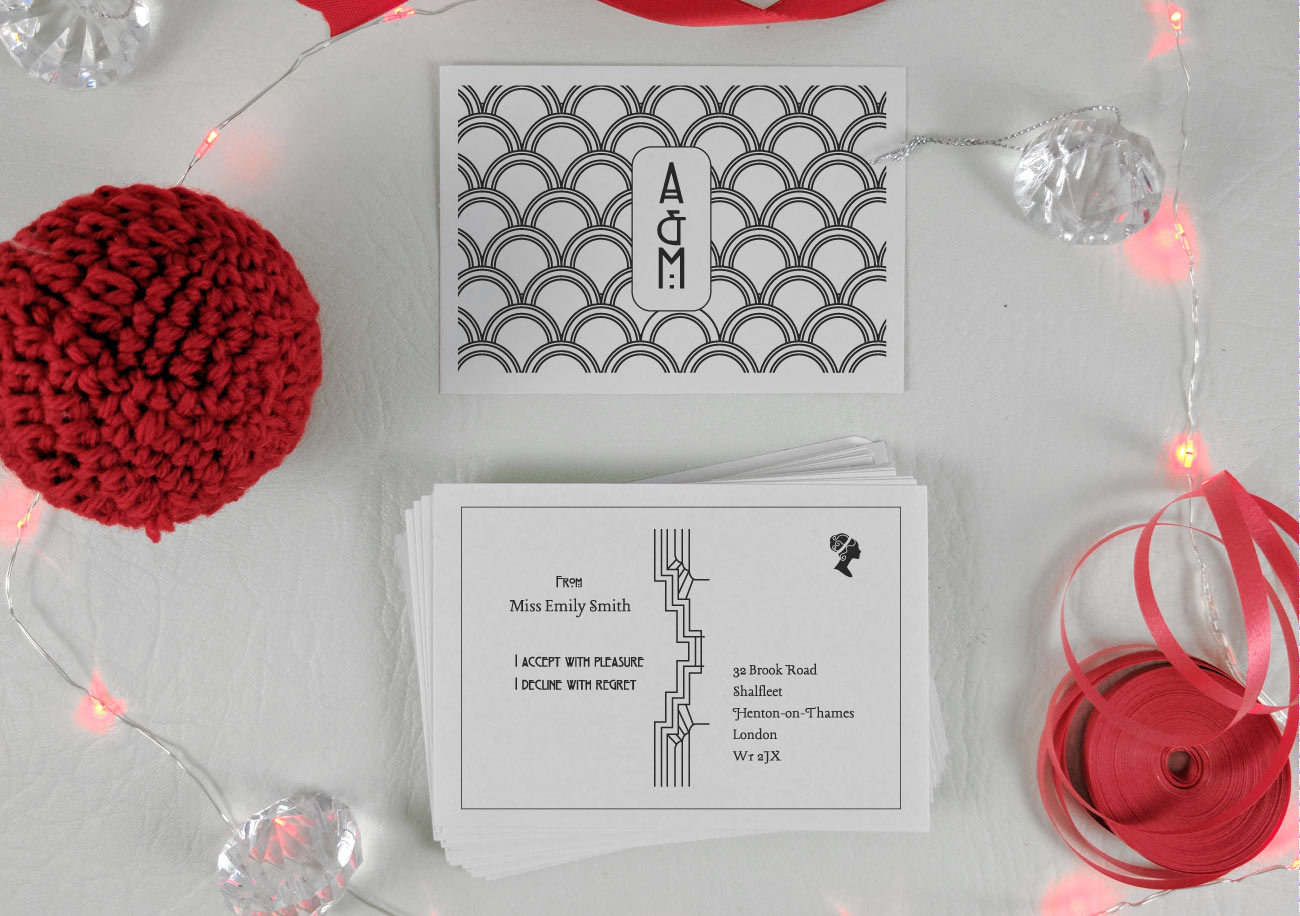 A
&
M
From
Miss Emily Smith
I accept with pleasure
I decline with regret
32 Brook Road
Shalfleet
Henton-on-Thames
London
W1 2JX